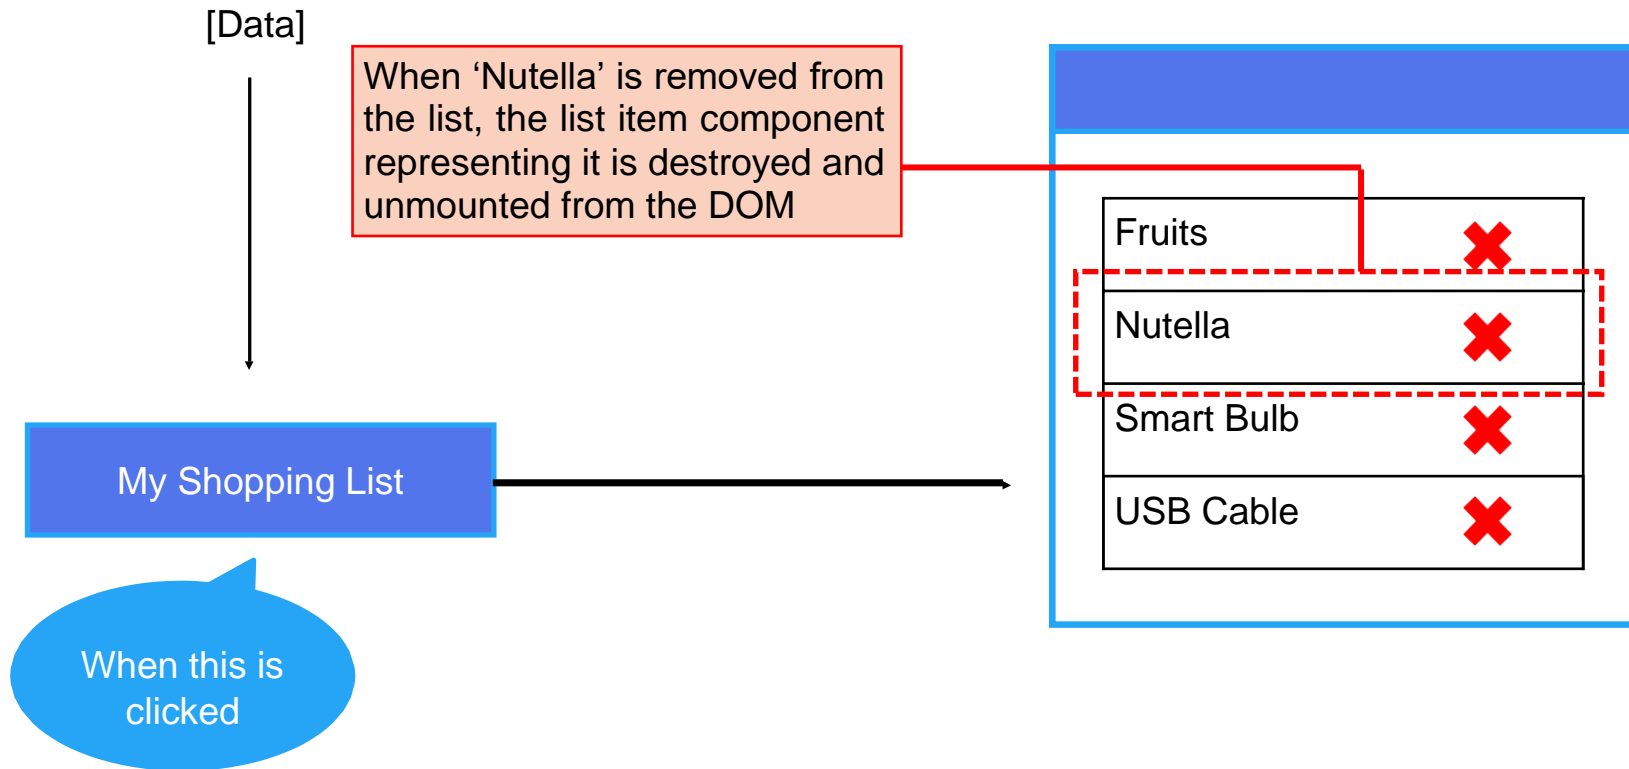 [Data]
When ‘Nutella’ is removed from
the list, the list item component
representing it is destroyed and
unmounted from the DOM
Fruits
Nutella
Smart Bulb
USB Cable
My Shopping List
When this is
clicked